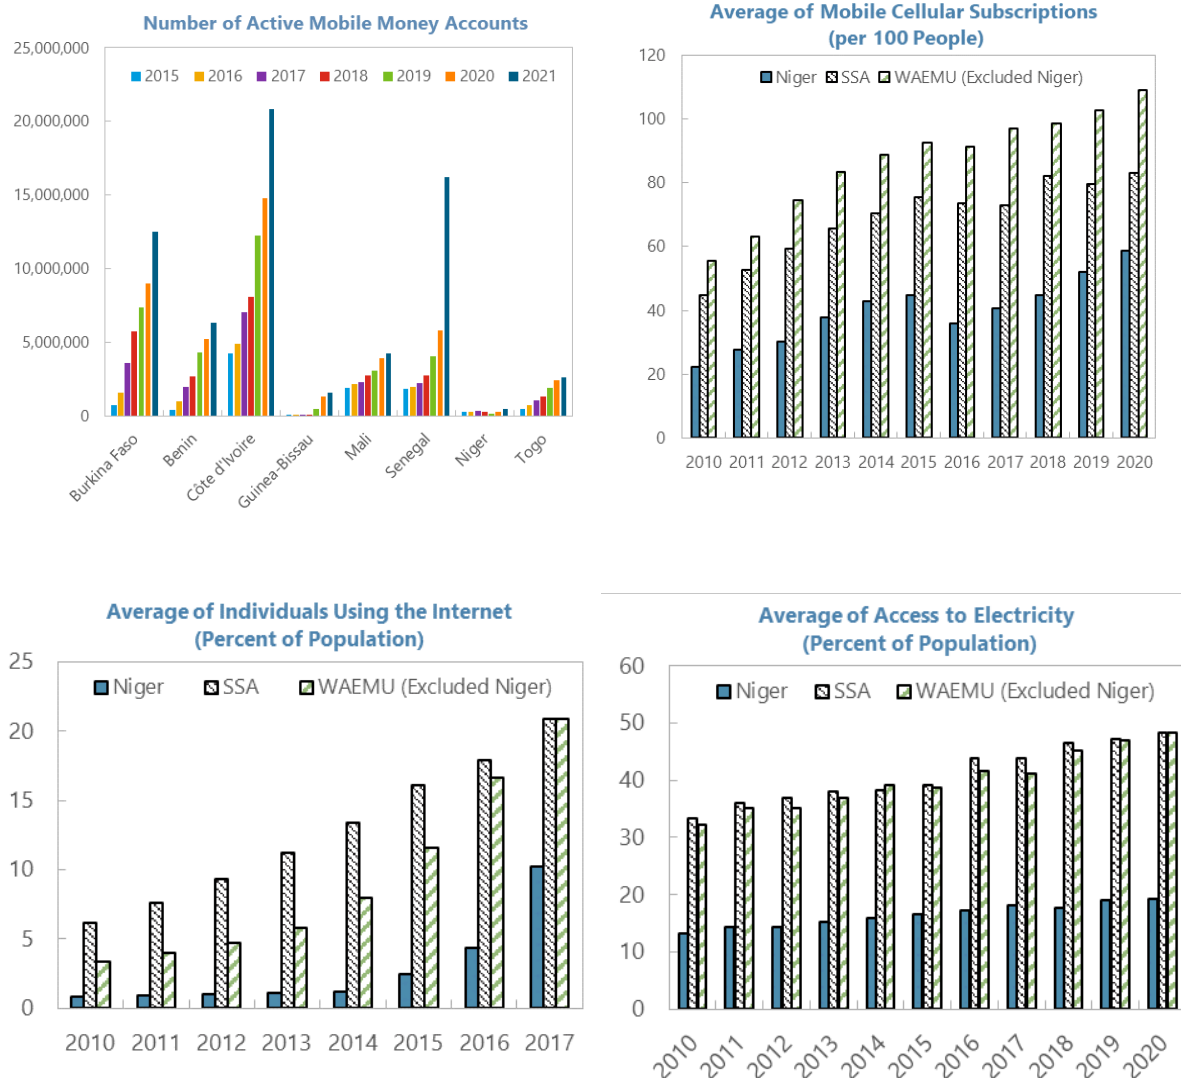 Number of Active Mobile Money Accounts
25,000,000
20,000,000
15,000,000
10,000,000
5,000,000
0
2015 2016 2017 2018 2019 2020 2021
Burkina Faso
Benin
Côte d'Ivoire
Guinea-Bissau
Mali
Senegal
Niger
Togo
Average of Mobile Cellular Subscriptions
(per 100 People)
120
100
80
60
40
20
0
Niger SSA WAEMU (Excluded Niger)
2010 2011 2012 2013 2014 2015 2016 2017 2018 2019 2020
Average of Individuals Using the Internet
(Percent of Population)
25
20
15
10
5
0
Niger SSA WAEMU (Excluded Niger)
2010 2011 2012 2013 2014 2015 2016 2017
Average of Access to Electricity
(Percent of Population)
60
50
40
30
20
10
0
Niger SSA WAEMU (Excluded Niger)
2010 2011 2012 2013 2014 2015 2016 2017 2018 2019 2020